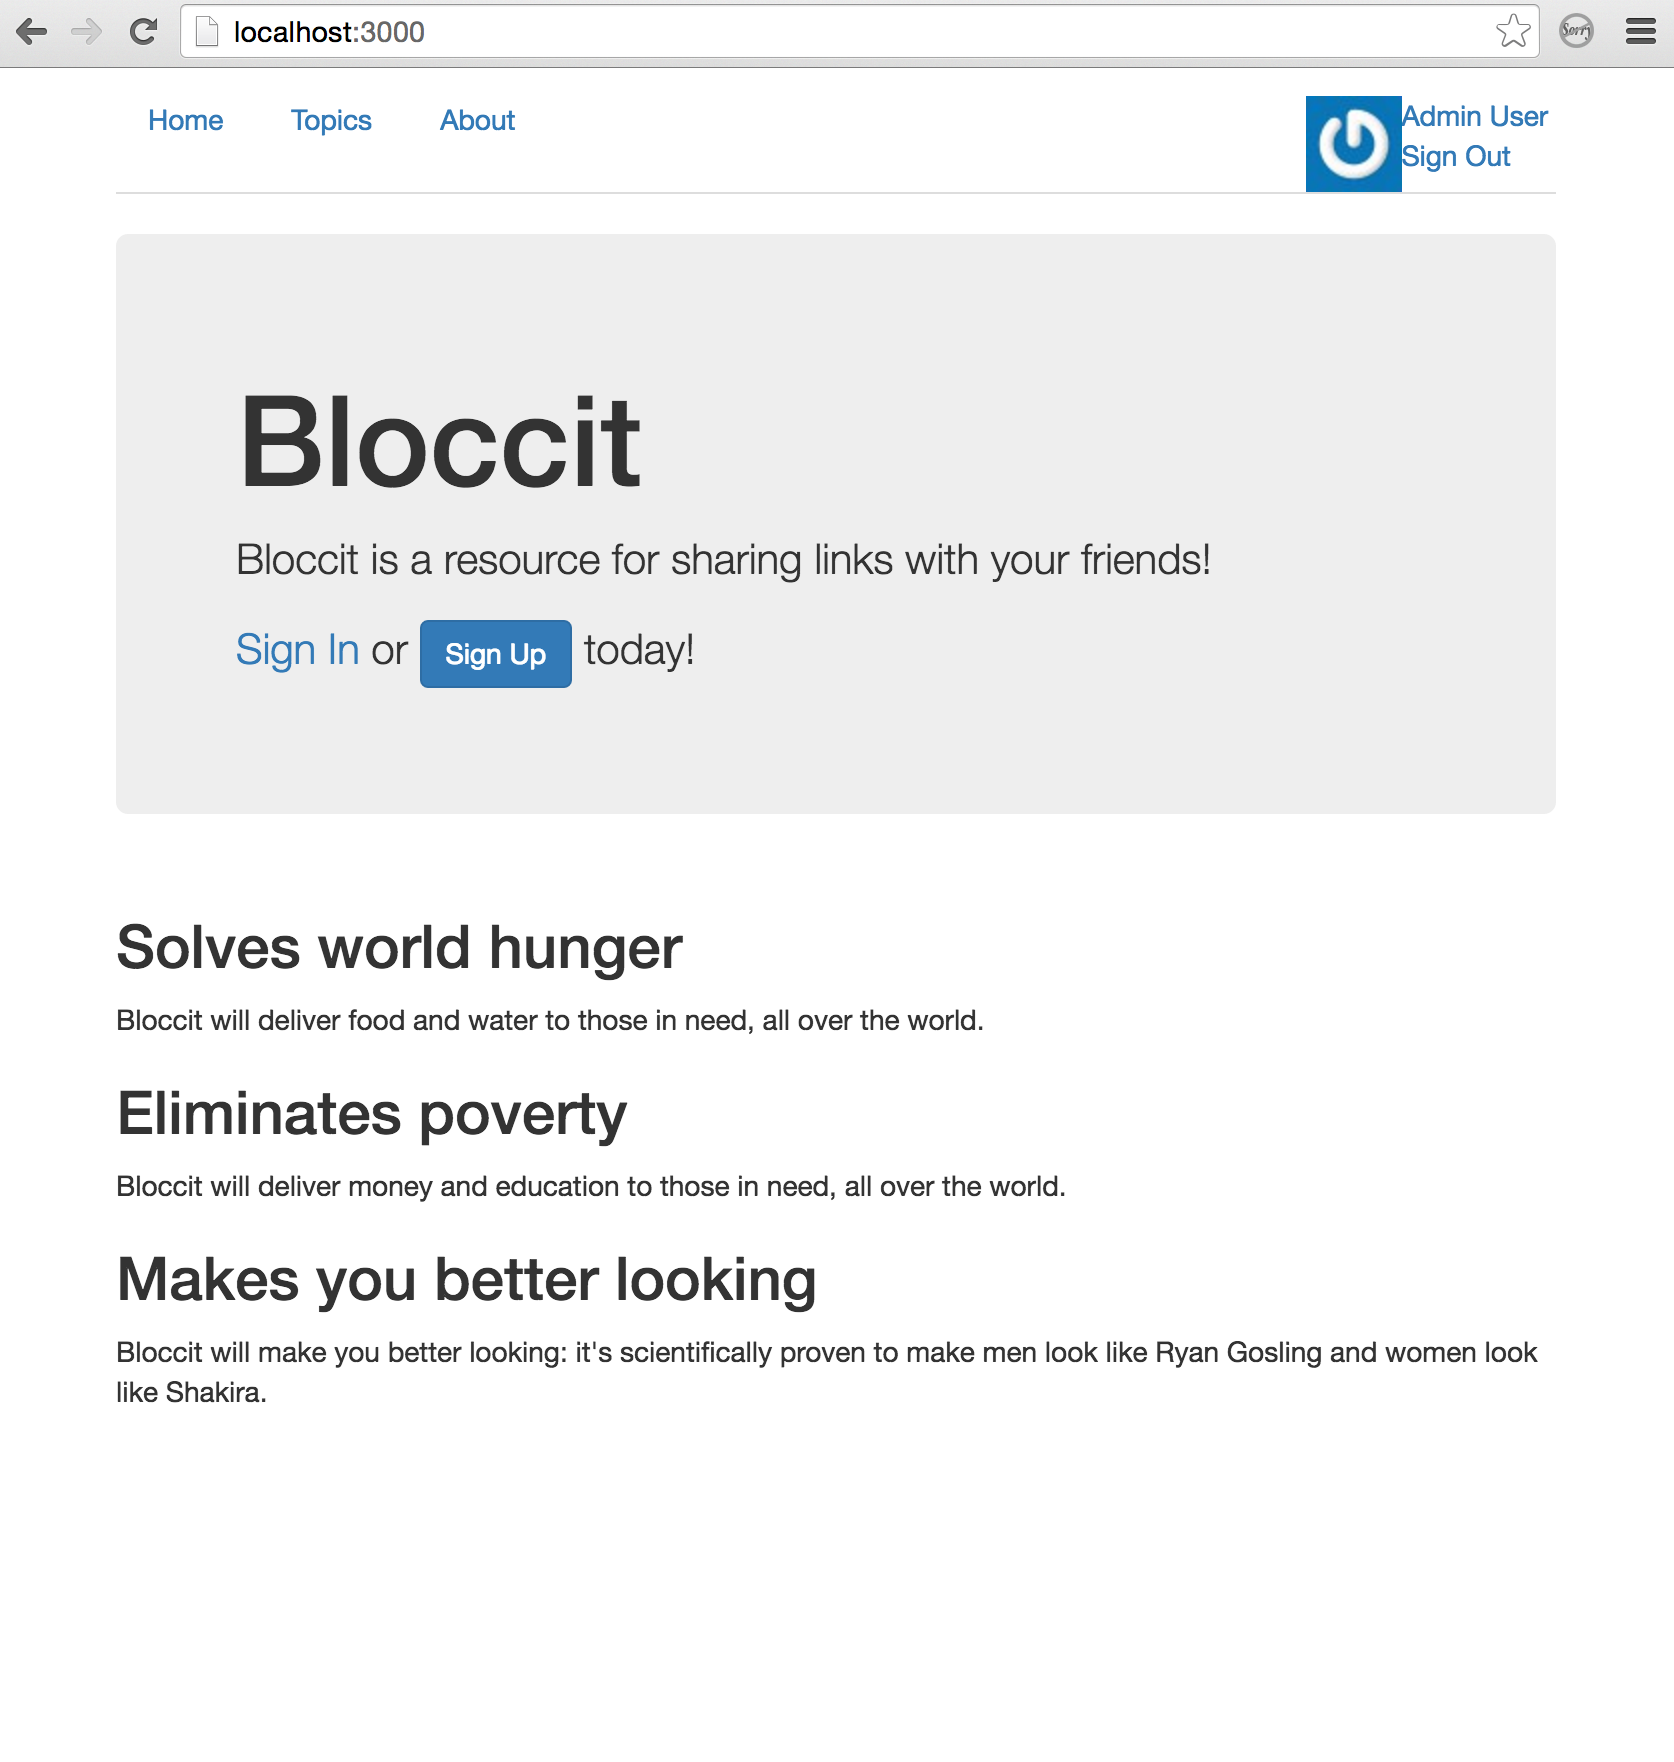 localhost:3000
Sorry
Home Topics About
Admin User
Sign Out
Bloccit
Bloccit is a resource for sharing links with your friends!
Sign In or Sign Up today!
Solves world hunger
Bloccit will deliver food and water to those in need, all over the world.
Eliminates poverty
Bloccit will deliver money and education to those in need, all over the world.
Makes you better looking
Bloccit will make you better looking: it's scientifically proven to make men look like Ryan Gosling and women look
like Shakira.